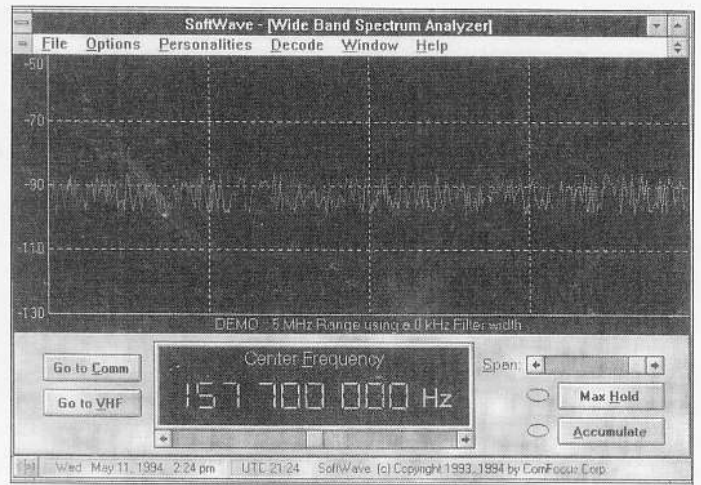 SoftWave - [Wide Band Spectrum Analyzer]
File Options Personalities Decode Window Help
-50
-70
-90
-110
-130
DEMO : 5 MHz Range using a 0 kHz Filter width
Go to Comm
Go to VHF
Center Frequency
157 700 000 Hz
Span:
Max Hold
Accumulate
Wed May 11, 1994 2:24 pm UTC 21:24 SoftWave (c) Copyright 1993, 1994 by ComFocus Corp.